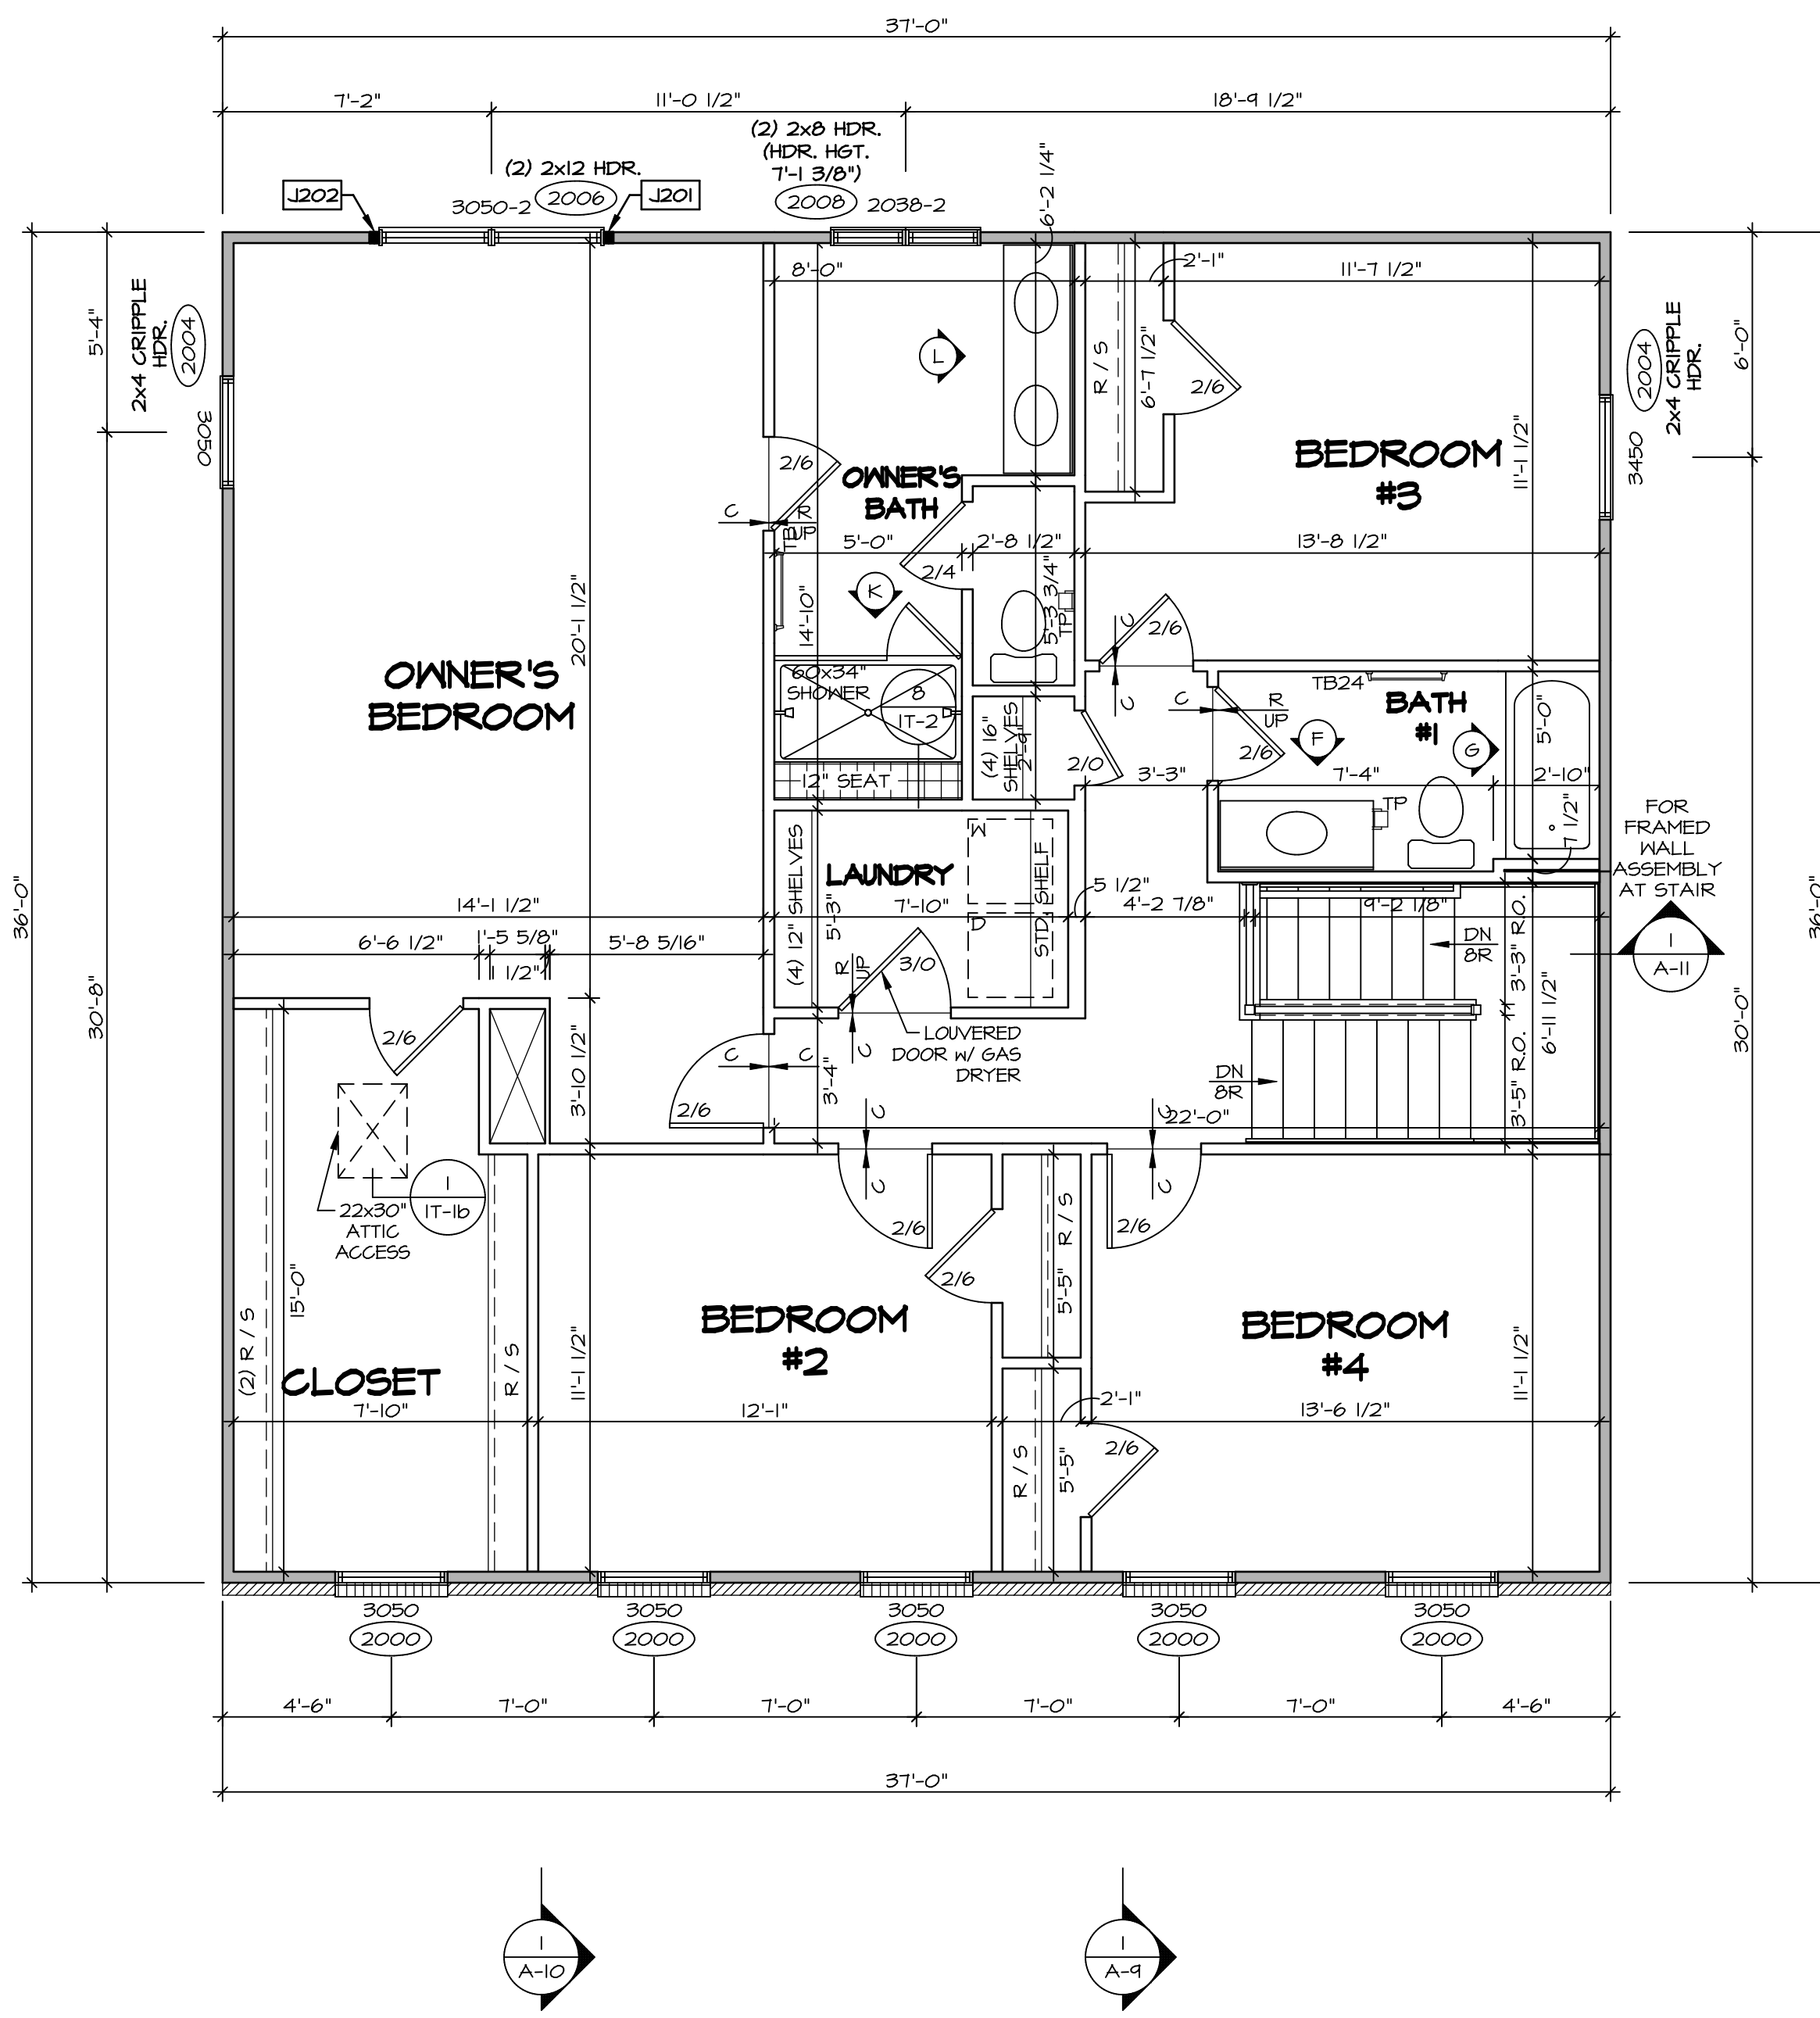 37'-0"
7'-2"
11'-0 1/2"
18'-9 1/2"
(2) 2x8 HDR.
(HDR. HGT.
7'-1 3/8")
(2) 2x12 HDR.
J202
3050-2
2006
J201
2008
2038-2
6'-2 1/4"
8'-0"
2'-1"
11'-7 1/2"
5'-4"
2x4 CRIPPLE
HDR.
2004
3050
L
R / S
6'-7 1/2"
2/6
2004
2x4 CRIPPLE
HDR.
6'-0"
3450
BEDROOM
#3
11'-1 1/2"
2/6
OWNER'S
BATH
C
R
UP
TB
5'-0"
2'-8 1/2"
13'-8 1/2"
2/4
K
5'-3 3/4"
TP
14'-10"
20'-1 1/2"
C
2/6
C
OWNER'S
BEDROOM
60x34"
SHOWER
8
1T-2
12" SEAT
(4) 16"
SHELVES
2'-9"
2/0
3'-3"
C
R
UP
2/6
TB24
BATH
#1
F
G
5'-0"
7'-4"
2'-10"
TP
7 1/2"
FOR
FRAMED
WALL
ASSEMBLY
AT STAIR
1
A-11
36'-0"
30'-8"
36'-0"
30'-0"
LAUNDRY
(4) 12" SHELVES
5'-3"
W
D
STD. SHELF
7'-10"
5 1/2"
4'-2 7/8"
9'-2 1/8"
14'-1 1/2"
6'-6 1/2"
1'-5 5/8"
1 1/2"
5'-8 5/16"
R
UP
3/0
C
LOUVERED
DOOR W/ GAS
DRYER
DN
8R
3'-3" R.O.
6'-11 1/2"
3'-5" R.O.
DN
8R
2/6
3'-10 1/2"
C
C
2/6
3'-4"
C
C
22'-0"
C
C
22x30"
ATTIC
ACCESS
1
1T-1b
2/6
2/6
2/6
R / S
5'-5"
15'-0"
(2) R / S
CLOSET
7'-10"
R / S
11'-1 1/2"
BEDROOM
#2
12'-1"
2'-1"
R / S
5'-5"
2/6
BEDROOM
#4
13'-6 1/2"
11'-1 1/2"
3050
3050
3050
3050
3050
2000
2000
2000
2000
2000
4'-6"
7'-0"
7'-0"
7'-0"
7'-0"
4'-6"
37'-0"
1
A-10
1
A-9